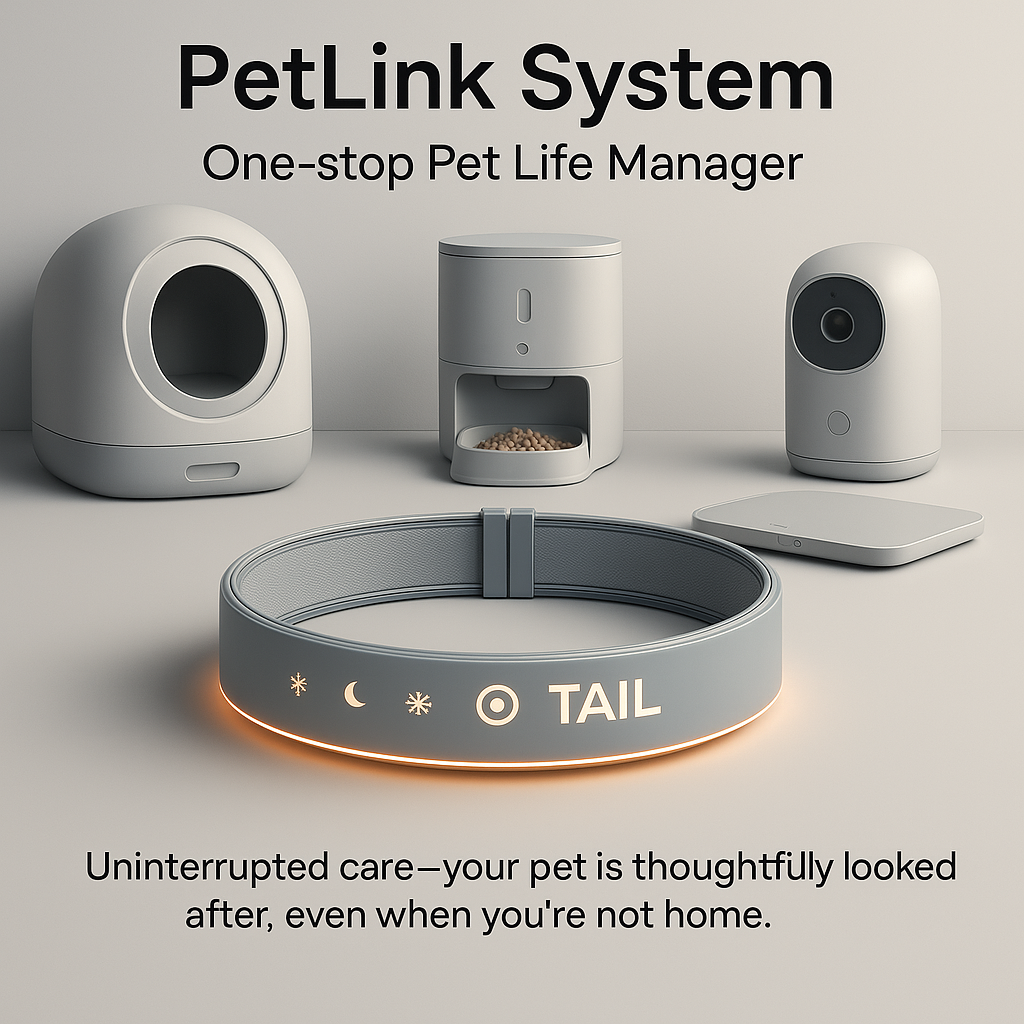 PetLink System
One-stop Pet Life Manager
TAIL
Uninterrupted care—your pet is thoughtfully looked
after, even when you're not home.